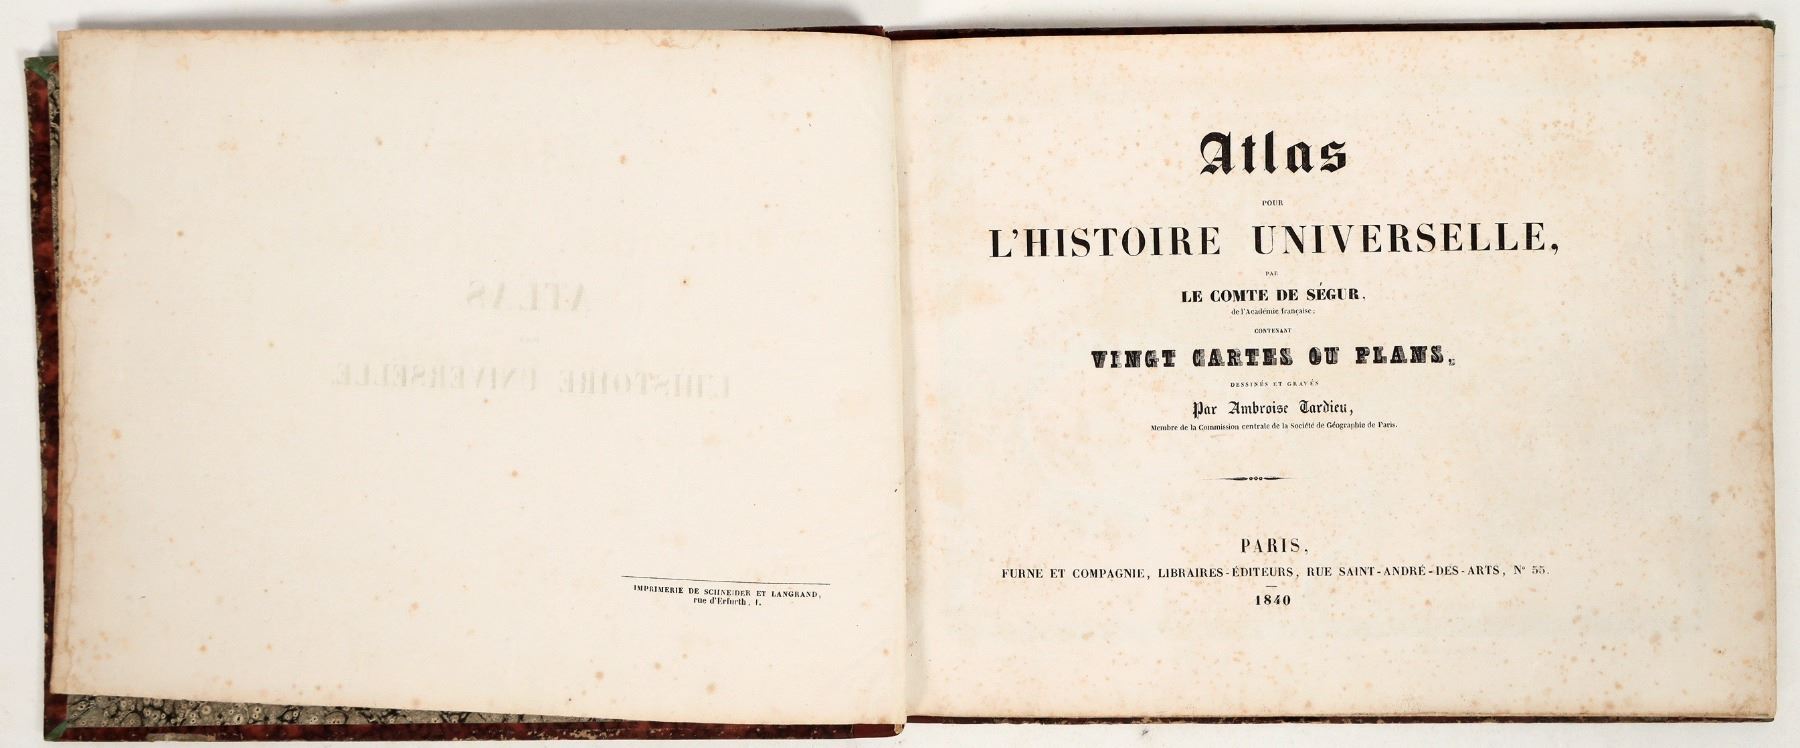 IMPRIMERIE DE SCHNEIDER ET LANGRAND,
rue d'Erfurth, 1.
Atlas
POUR
L'HISTOIRE UNIVERSELLE,
PAR
LE COMTE DE SÉGUR,
de l'Académie française;
CONTENANT
VINGT CARTES OU PLANS,
DESSINÉS ET GRAVÉS
Par Ambroise Tardieu,
Membre de la Commission centrale de la Société de Géographie de Paris.
PARIS,
FURNE ET COMPAGNIE, LIBRAIRES-ÉDITEURS, RUE SAINT-ANDRÉ-DES-ARTS, Nº 55.
1840